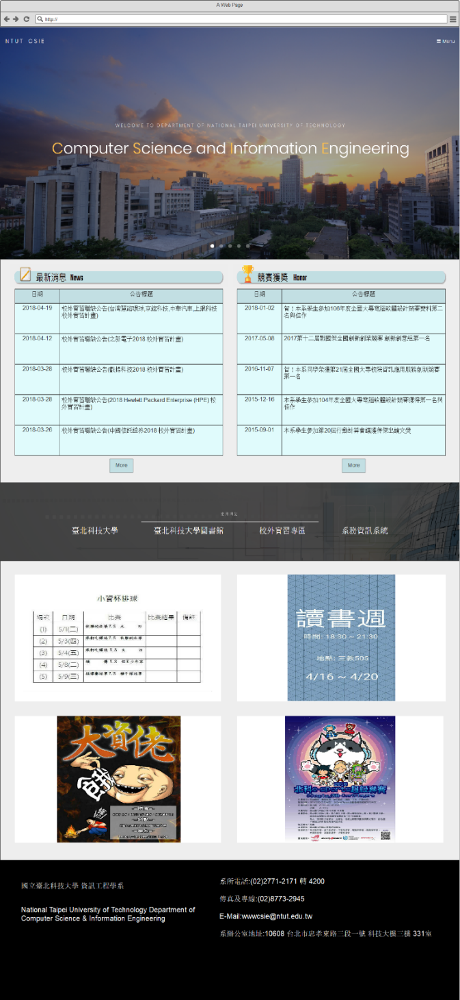 A Web Page
http://
NTUT CSIE
Menu
WELCOME TO DEPARTMENT OF NATIONAL TAIPEI UNIVERSITY OF TECHNOLOGY
Computer Science and Information Engineering
最新消息 News
日期 公告標題
2018-04-19 校外實習職缺公告(台灣慧鎔環球,京錠科技,中華汽車,上銀科技
校外實習計畫)
2018-04-12 校外實習職缺公告(之新電子2018 校外實習計畫)
2018-03-28 校外實習職缺公告(
科技2018 校外實習計畫)
2018-03-28 校外實習職缺公告(2018 Hewlett Packard Enterprise (HPE) 校
外實習計畫)
2018-03-26 校外實習職缺公告(中國信託證券2018 校外實習計畫)
More
競賽獲獎 Honor
日期 公告標題
2018-01-02 賀！本系學生參加106年度全國大專電腦軟體設計競賽雙料第二
名與佳作
2017-05-08 2017第十二屆戰國策全國創新創業競賽 創新創意組第一名
2016-11-07 賀！本系同學榮獲第21屆全國大專校院資訊應用服務創新競賽
第一名
2015-12-16 本系學生參加104年度全國大專電腦軟體設計競賽獲得第一名與
佳作
2015-09-01 本系學生參加第20屆行動計算會議獲得傑出論文獎
More
臺北科技大學 臺北科技大學圖書館 校外實習專區 系務資訊系統
小資杯排球
場次 日期 比賽 比賽結果 備註
(1) 5/1(二)
(2) 5/3(四)
(3) 5/4(五)
(4) 5/8(二)
(5) 5/9(三)
讀書週
時間: 18:30 ~ 21:30
地點: 三教505
4/16 ~ 4/20
大資佬
餓
2018
北科e-sports超級聯賽
國立臺北科技大學 資訊工程學系
National Taipei University of Technology Department of
Computer Science & Information Engineering
系所電話:(02)2771-2171 轉 4200
傳真及專線:(02)8773-2945
E-Mail:wwwcsie@ntut.edu.tw
系辦公室地址:10608 台北市忠孝東路三段一號 科技大樓三樓 331室